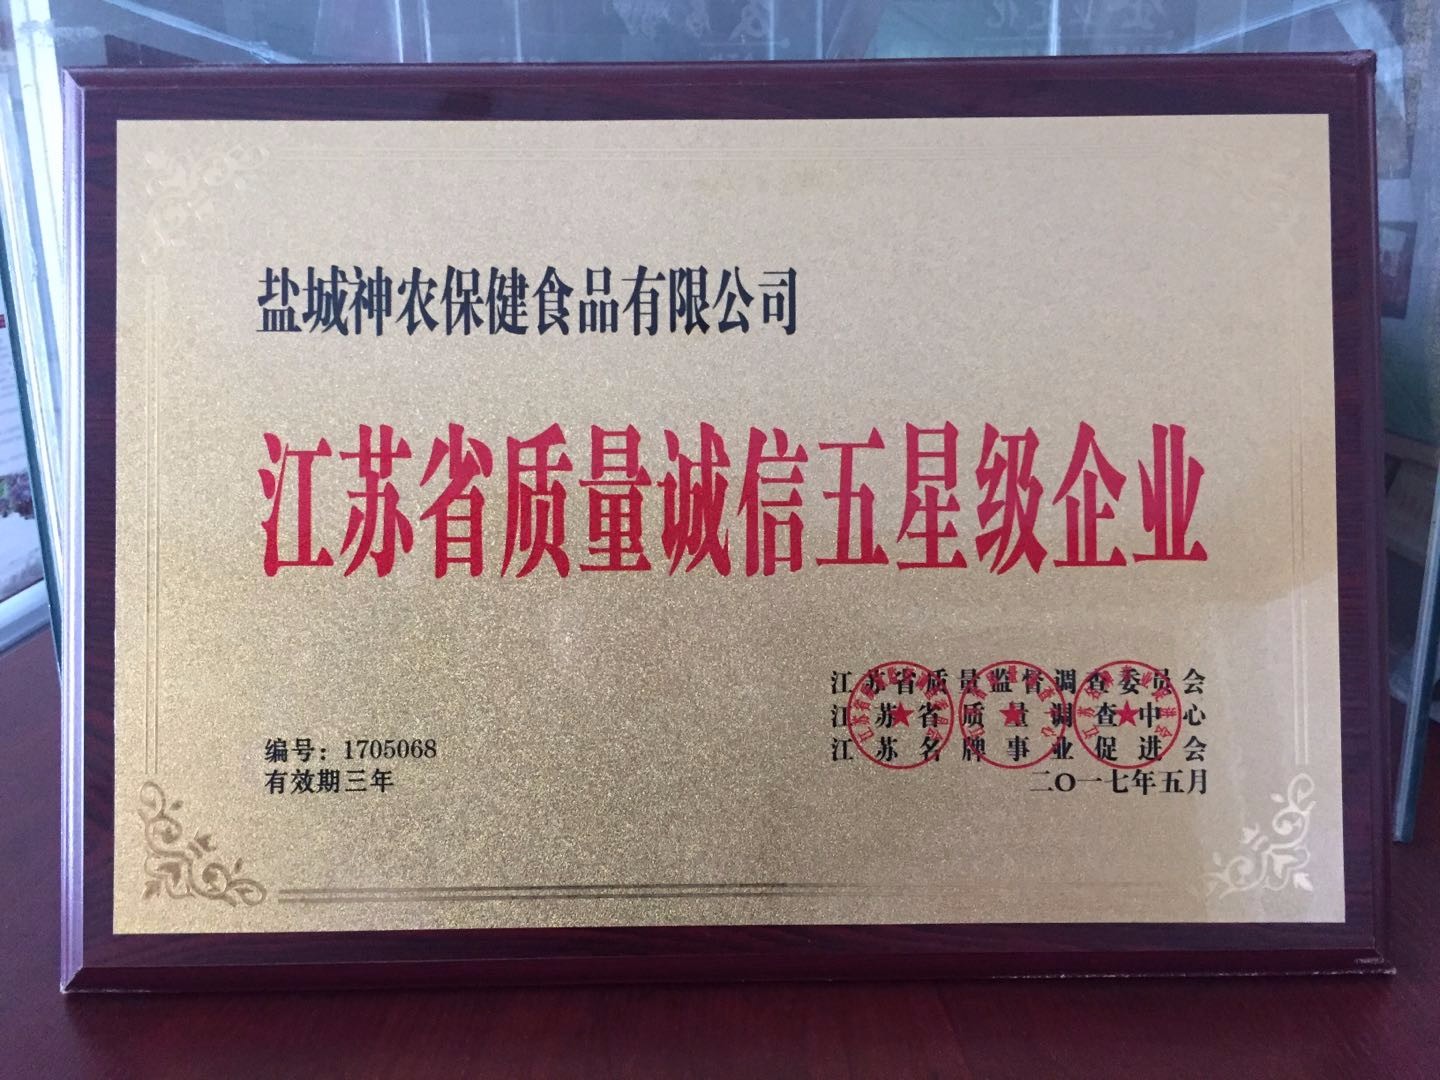 盐城神农保健食品有限公司
江苏省质量诚信五星级企业
江苏省质量监督调查委员会
江苏省质量调查中心
江苏名牌事业促进会
二〇一七年五月
编号：1705068
有效期三年